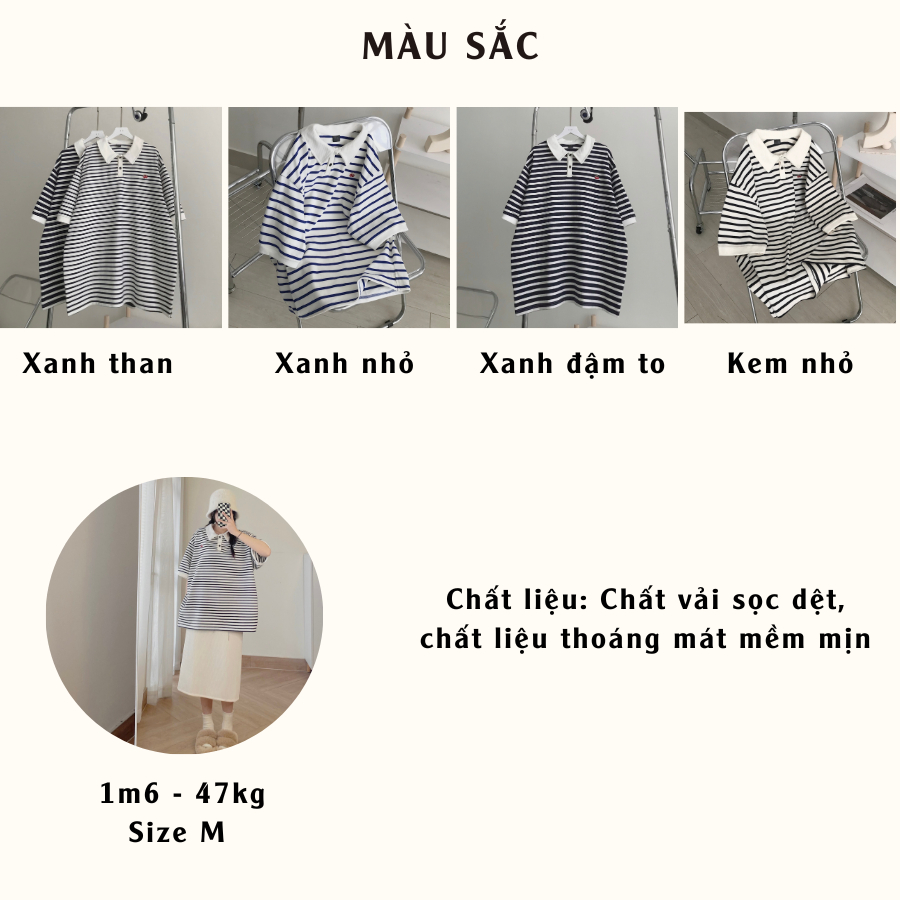 MÀU SẮC
Xanh than
Xanh nhỏ
Xanh đậm to
Kem nhỏ
Chất liệu: Chất vải sọc dệt,
chất liệu thoáng mát mềm mịn
1m6 - 47kg
Size M